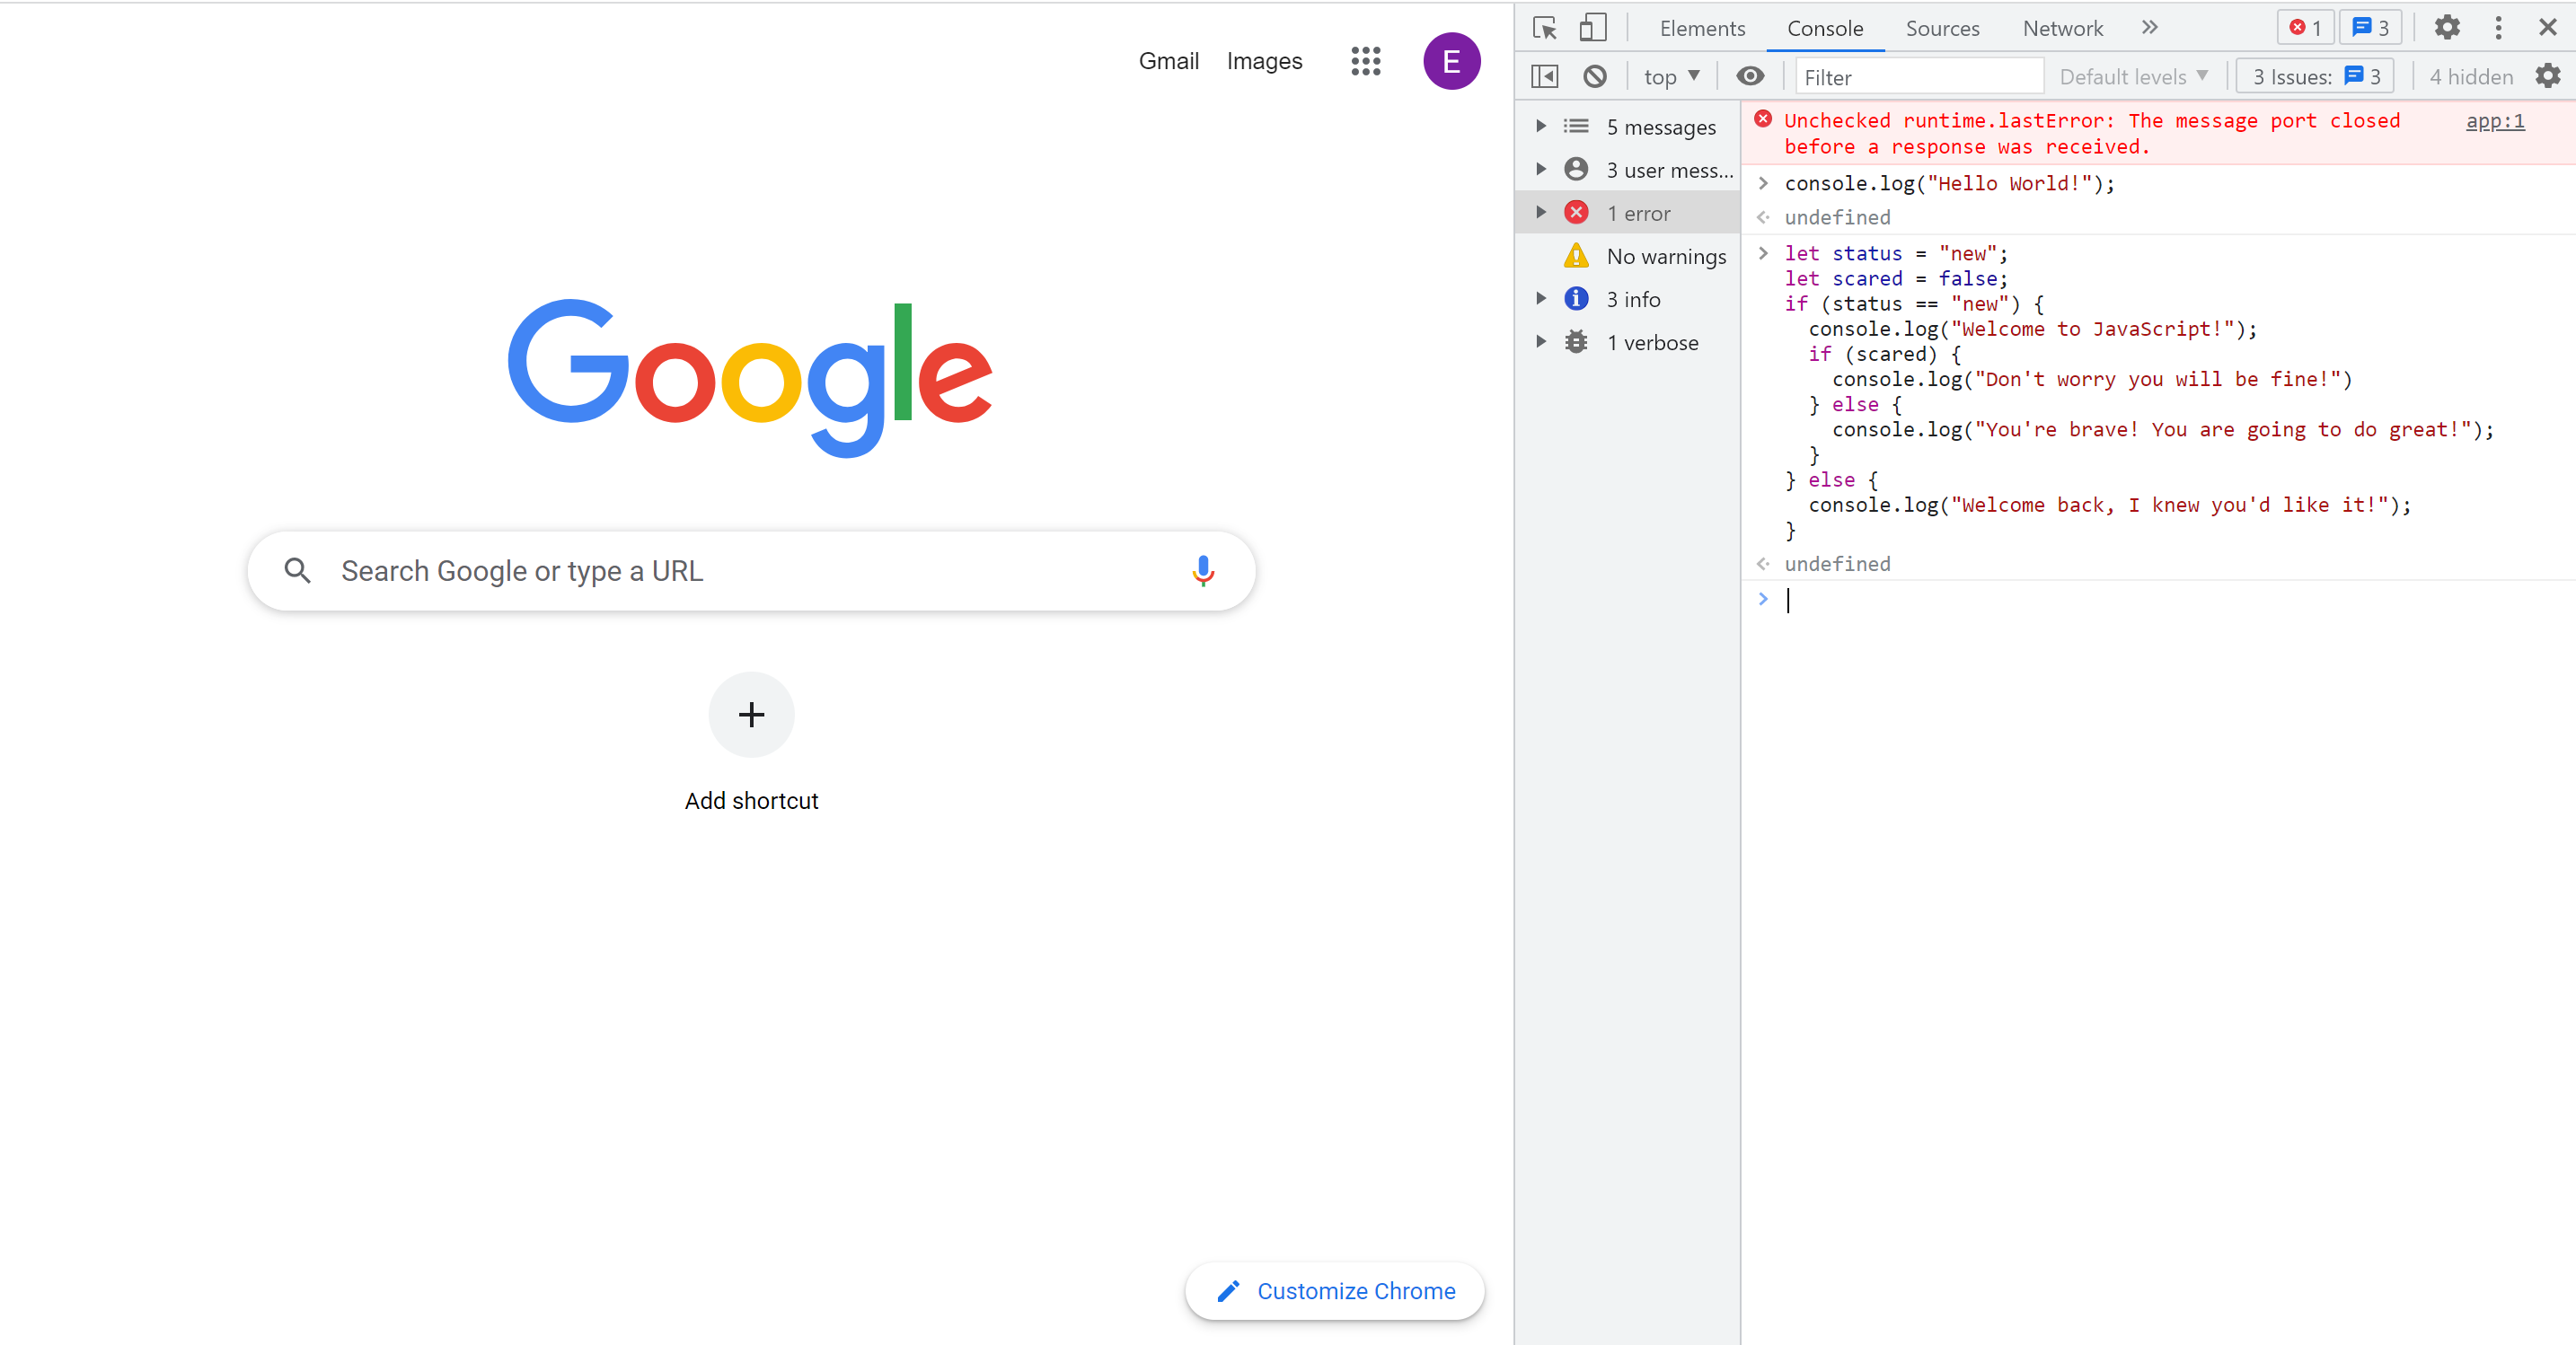 Gmail Images
E
Google
Search Google or type a URL
Add shortcut
Customize Chrome
Elements Console Sources Network 1 3
top Filter Default levels 3 Issues: 3 4 hidden
5 messages
3 user mess...
1 error
No warnings
3 info
1 verbose
Unchecked runtime.lastError: The message port closed app:1
before a response was received.
console.log("Hello World!");
undefined
let status = "new";
let scared = false;
if (status == "new") {
  console.log("Welcome to JavaScript!");
  if (scared) {
    console.log("Don't worry you will be fine!")
  } else {
    console.log("You're brave! You are going to do great!");
  }
} else {
  console.log("Welcome back, I knew you'd like it!");
}
undefined